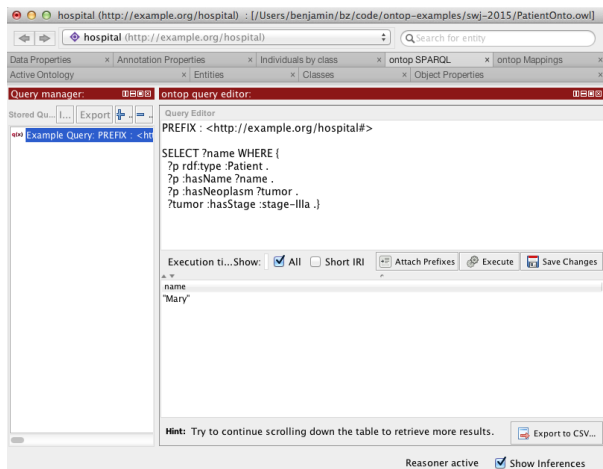 hospital (http://example.org/hospital) : [/Users/benjamin/bz/code/ontop-examples/swj-2015/PatientOnto.owl]
hospital (http://example.org/hospital)
Search for entity
Data Properties × Annotation Properties × Individuals by class × ontop SPARQL × ontop Mappings ×
Active Ontology × Entities × Classes × Object Properties ×
Query manager:
ontop query editor:
Stored Qu... I... Export
Query Editor
Example Query: PREFIX : <htt
PREFIX : <http://example.org/hospital#>
SELECT ?name WHERE {
?p rdf:type :Patient .
?p :hasName ?name .
?p :hasNeoplasm ?tumor .
?tumor :hasStage :stage-IIIa .}
Execution ti...Show: All Short IRI Attach Prefixes Execute Save Changes
name
"Mary"
Hint: Try to continue scrolling down the table to retrieve more results.
Export to CSV...
Reasoner active Show Inferences